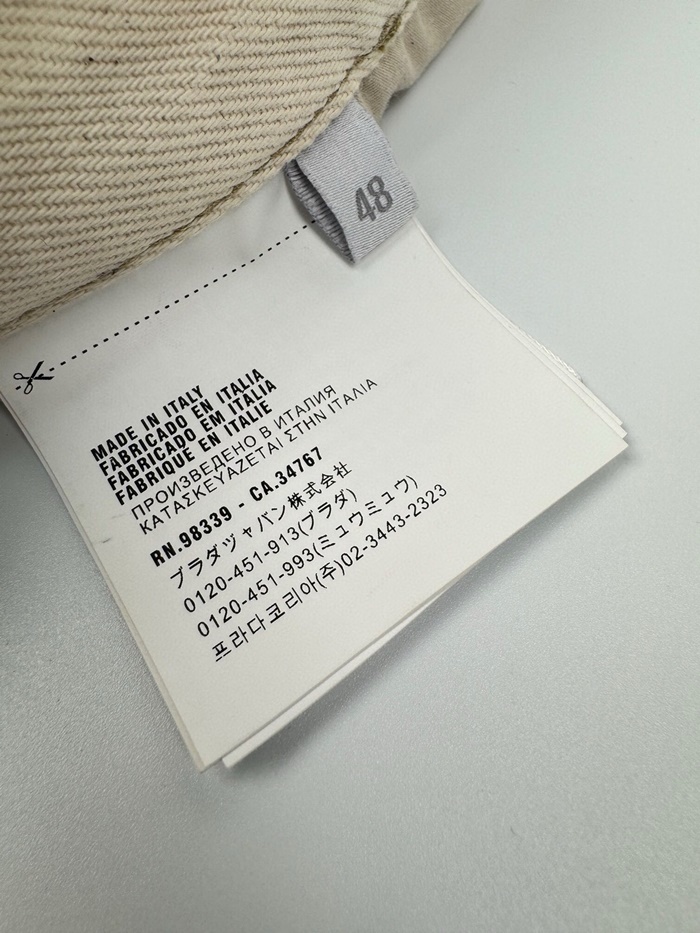 48
MADE IN ITALY
FABRICADO EN ITALIA
FABRICADO EM ITALIA
FABRIQUÉ EN ITALIE
ПРОИЗВЕДЕНО В ИТАЛИЯ
ΚΑΤΑΣΚΕΥΑΖΕΤΑΙ ΣΤΗΝ ΙΤΑΛΙΑ
RN.98339 - CA.34767
プラダヅャパン株式会社
0120-451-913(プラダ)
0120-451-993(ミュウミュウ)
프라다코리아(주)02-3443-2323